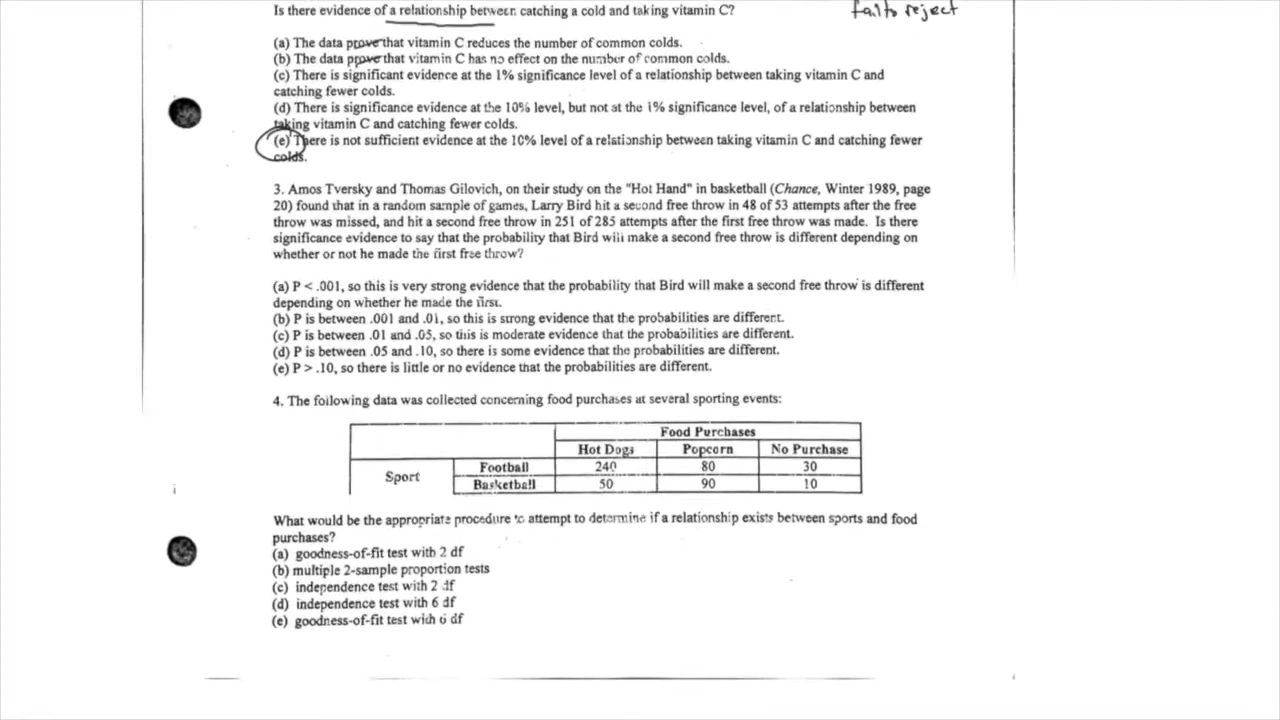 Is there evidence of a relationship between catching a cold and taking vitamin C?
fails reject
(a) The data prove that vitamin C reduces the number of common colds.
(b) The data prove that vitamin C has no effect on the number of common colds.
(c) There is significant evidence at the 1% significance level of a relationship between taking vitamin C and
catching fewer colds.
(d) There is significance evidence at the 10% level, but not at the 1% significance level, of a relationship between
taking vitamin C and catching fewer colds.
(e) There is not sufficient evidence at the 10% level of a relationship between taking vitamin C and catching fewer
colds.
3. Amos Tversky and Thomas Gilovich, on their study on the "Hot Hand" in basketball (Chance, Winter 1989, page
20) found that in a random sample of games, Larry Bird hit a second free throw in 48 of 53 attempts after the free
throw was missed, and hit a second free throw in 251 of 285 attempts after the first free throw was made. Is there
significance evidence to say that the probability that Bird will make a second free throw is different depending on
whether or not he made the first free throw?
(a) P < .001, so this is very strong evidence that the probability that Bird will make a second free throw is different
depending on whether he made the first.
(b) P is between .001 and .01, so this is strong evidence that the probabilities are different.
(c) P is between .01 and .05, so this is moderate evidence that the probabilities are different.
(d) P is between .05 and .10, so there is some evidence that the probabilities are different.
(e) P > .10, so there is little or no evidence that the probabilities are different.
4. The following data was collected concerning food purchases at several sporting events:
Food Purchases
Hot Dogs Popcorn No Purchase
Sport Football 240 80 30
Basketball 50 90 10
What would be the appropriate procedure to attempt to determine if a relationship exists between sports and food
purchases?
(a) goodness-of-fit test with 2 df
(b) multiple 2-sample proportion tests
(c) independence test with 2 df
(d) independence test with 6 df
(e) goodness-of-fit test with 6 df